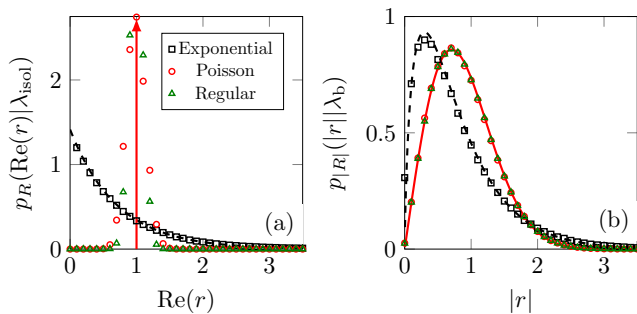 p_R(Re(r)|λ_isol)
2
1
0
0
1
2
3
Re(r)
Exponential
Poisson
Regular
(a)
p_|R|(|r||λ_b)
1
0.5
0
0
1
2
3
|r|
(b)